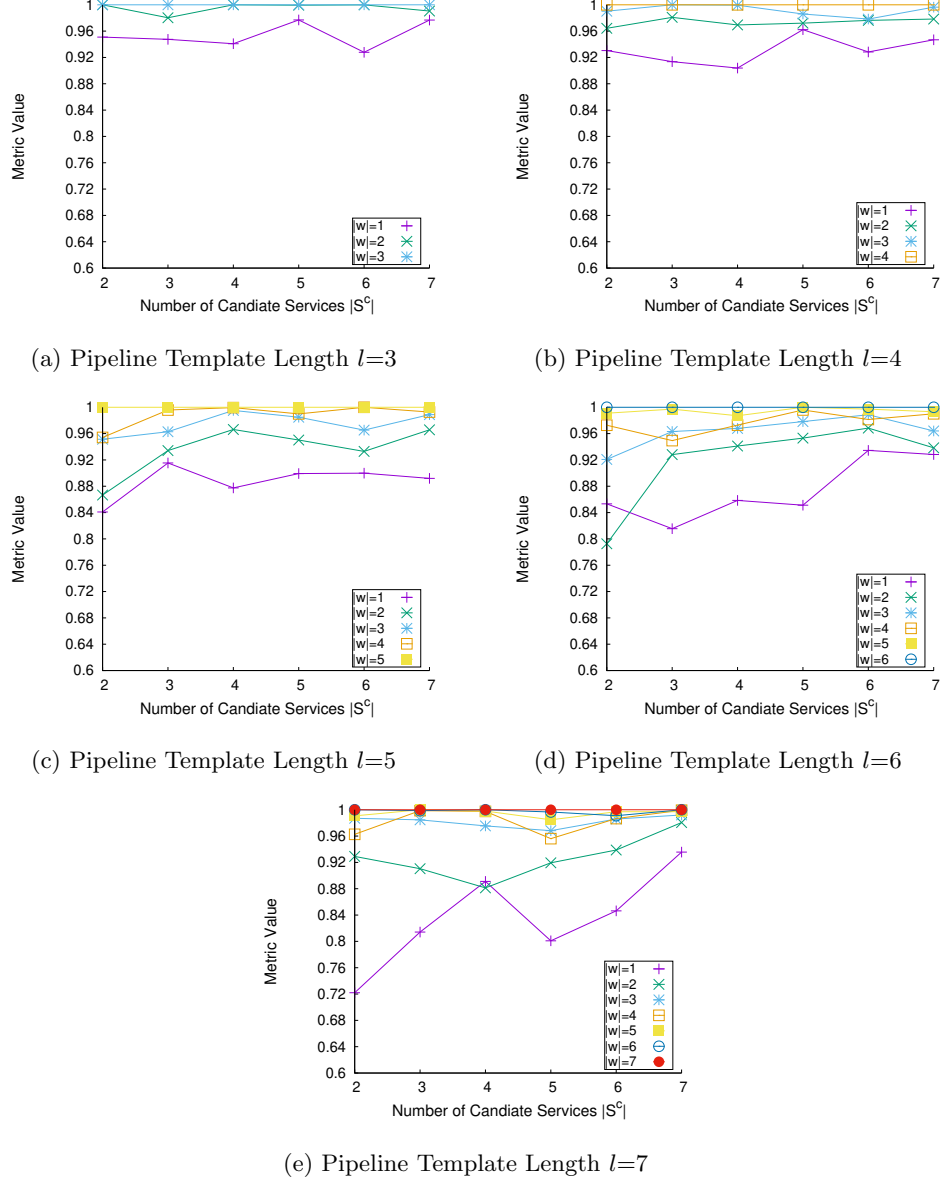 1
0.96
0.92
0.88
0.84
0.8
0.76
0.72
0.68
0.64
0.6
Metric Value
|w|=1
|w|=2
|w|=3
2 3 4 5 6 7
Number of Candiate Services |S^c|
(a) Pipeline Template Length l=3
1
0.96
0.92
0.88
0.84
0.8
0.76
0.72
0.68
0.64
0.6
Metric Value
|w|=1
|w|=2
|w|=3
|w|=4
2 3 4 5 6 7
Number of Candiate Services |S^c|
(b) Pipeline Template Length l=4
1
0.96
0.92
0.88
0.84
0.8
0.76
0.72
0.68
0.64
0.6
Metric Value
|w|=1
|w|=2
|w|=3
|w|=4
|w|=5
2 3 4 5 6 7
Number of Candiate Services |S^c|
(c) Pipeline Template Length l=5
1
0.96
0.92
0.88
0.84
0.8
0.76
0.72
0.68
0.64
0.6
Metric Value
|w|=1
|w|=2
|w|=3
|w|=4
|w|=5
|w|=6
2 3 4 5 6 7
Number of Candiate Services |S^c|
(d) Pipeline Template Length l=6
1
0.96
0.92
0.88
0.84
0.8
0.76
0.72
0.68
0.64
0.6
Metric Value
|w|=1
|w|=2
|w|=3
|w|=4
|w|=5
|w|=6
|w|=7
2 3 4 5 6 7
Number of Candiate Services |S^c|
(e) Pipeline Template Length l=7